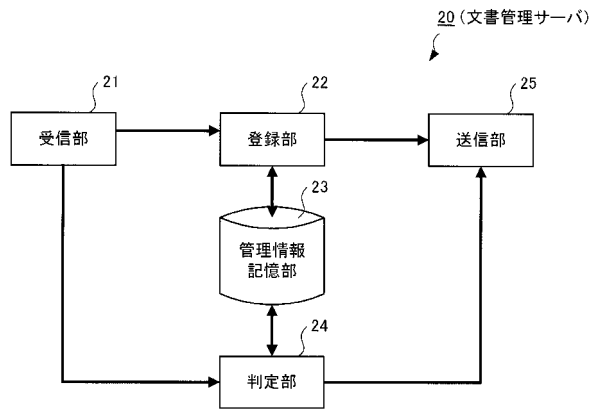 20（文書管理サーバ）
21
22
25
受信部
登録部
送信部
23
管理情報
記憶部
24
判定部